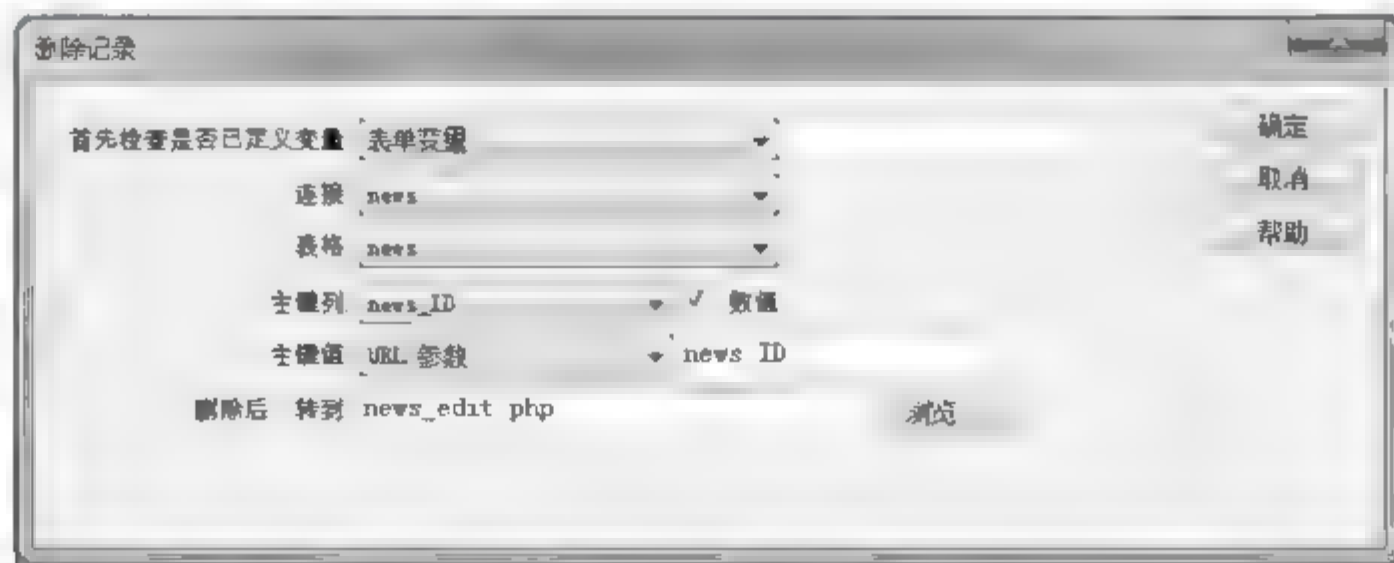 删除记录
首先检查是否已定义变量 表单变量
确定
连接 news
取消
表格 news
帮助
主键列 news_ID ✓ 数值
主键值 URL 参数 news ID
删除后 转到 news_edit php 浏览